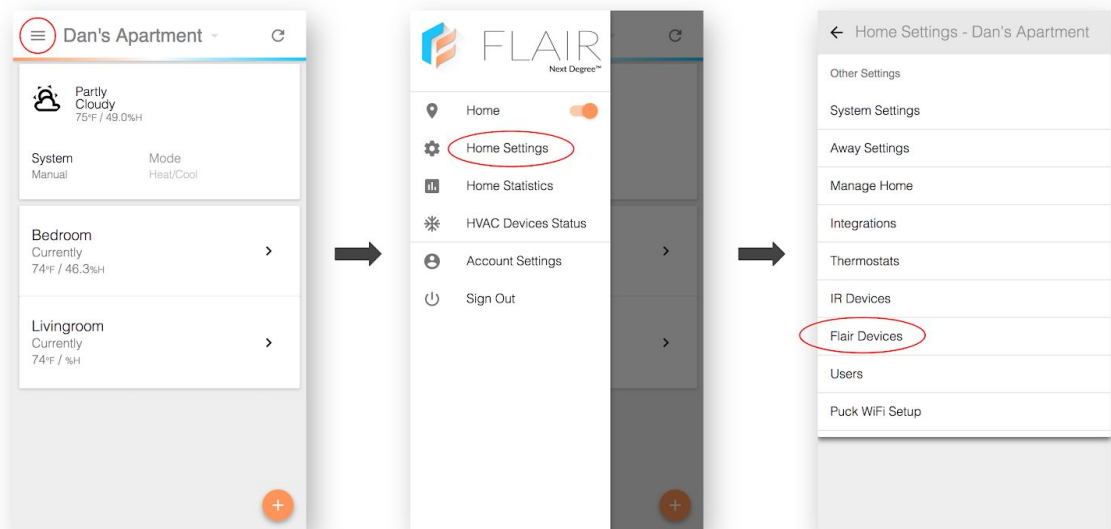 Dan's Apartment
Partly
Cloudy
75°F / 49.0%H
System Mode
Manual Heat/Cool
Bedroom
Currently
74°F / 46.3%H
Livingroom
Currently
74°F / %H
+
FLAIR
Next Degree™
Home
Home Settings
Home Statistics
HVAC Devices Status
Account Settings
Sign Out
+
Home Settings - Dan's Apartment
Other Settings
System Settings
Away Settings
Manage Home
Integrations
Thermostats
IR Devices
Flair Devices
Users
Puck WiFi Setup